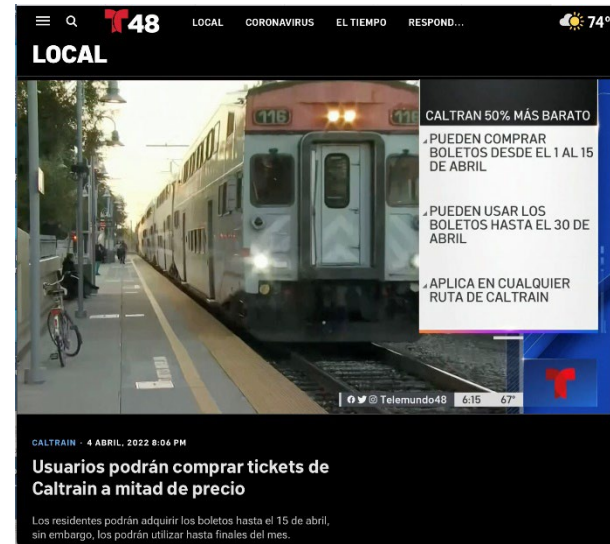 48
LOCAL CORONAVIRUS EL TIEMPO RESPOND...
74°
LOCAL
116
116
CALTRAN 50% MÁS BARATO
PUEDEN COMPRAR
BOLETOS DESDE EL 1 AL 15
DE ABRIL
PUEDEN USAR LOS
BOLETOS HASTA EL 30 DE
ABRIL
APLICA EN CUALQUIER
RUTA DE CALTRAIN
Telemundo48 6:15 67°
CALTRAIN · 4 ABRIL, 2022 8:06 PM
Usuarios podrán comprar tickets de
Caltrain a mitad de precio
Los residentes podrán adquirir los boletos hasta el 15 de abril,
sin embargo, los podrán utilizar hasta finales del mes.